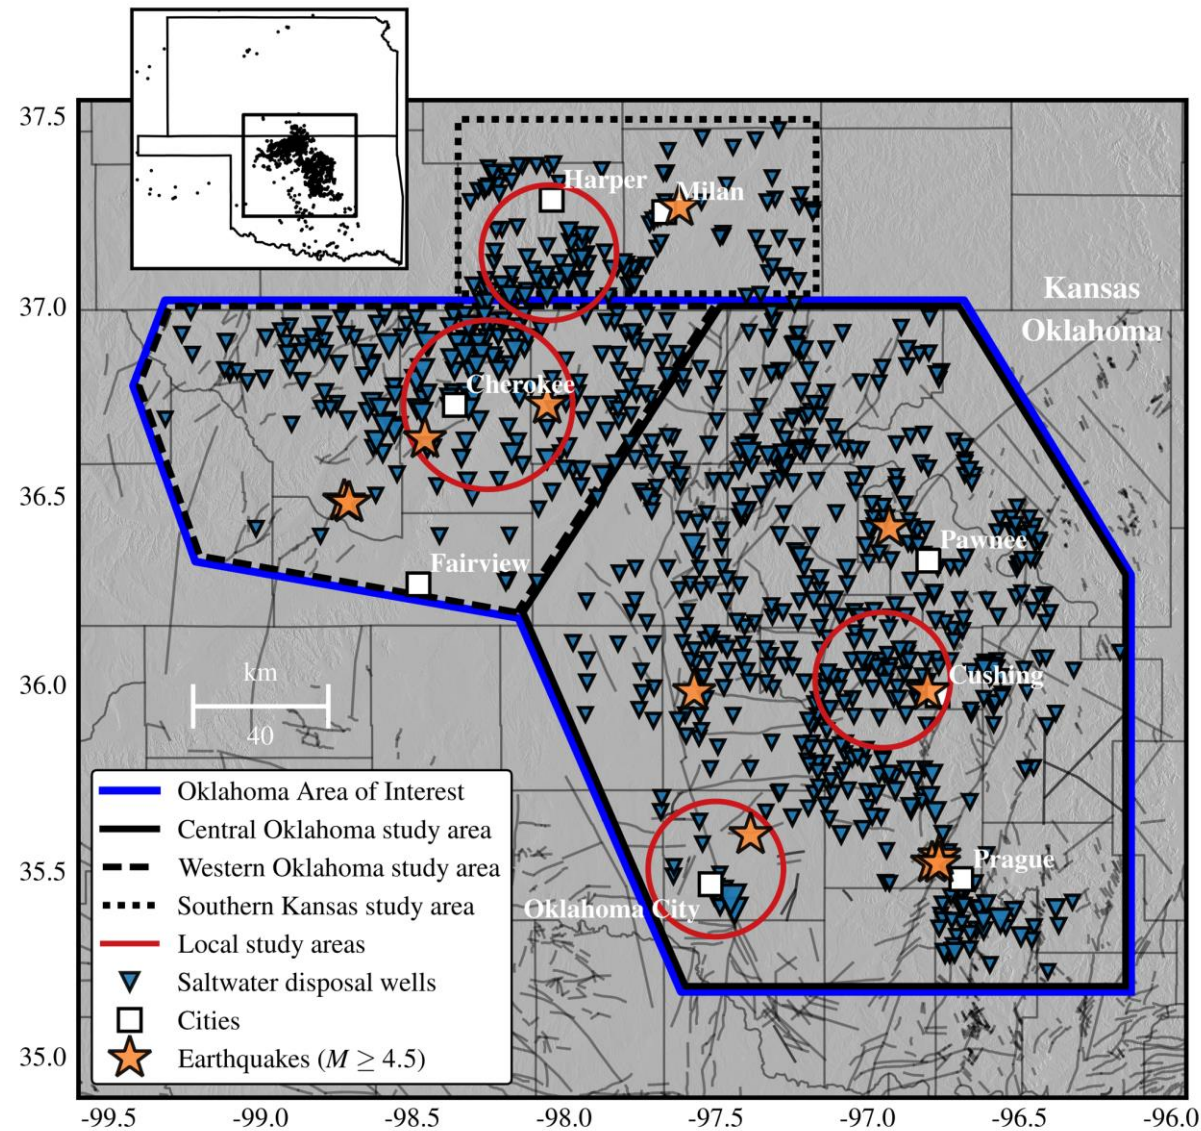 37.5
37.0
36.5
36.0
35.5
35.0
Harper
Milan
Kansas
Oklahoma
Cherokee
Fairview
Pawnee
Cushing
Prague
Oklahoma City
km
40
Oklahoma Area of Interest
Central Oklahoma study area
Western Oklahoma study area
Southern Kansas study area
Local study areas
Saltwater disposal wells
Cities
Earthquakes (M ≥ 4.5)
-99.5 -99.0 -98.5 -98.0 -97.5 -97.0 -96.5 -96.0